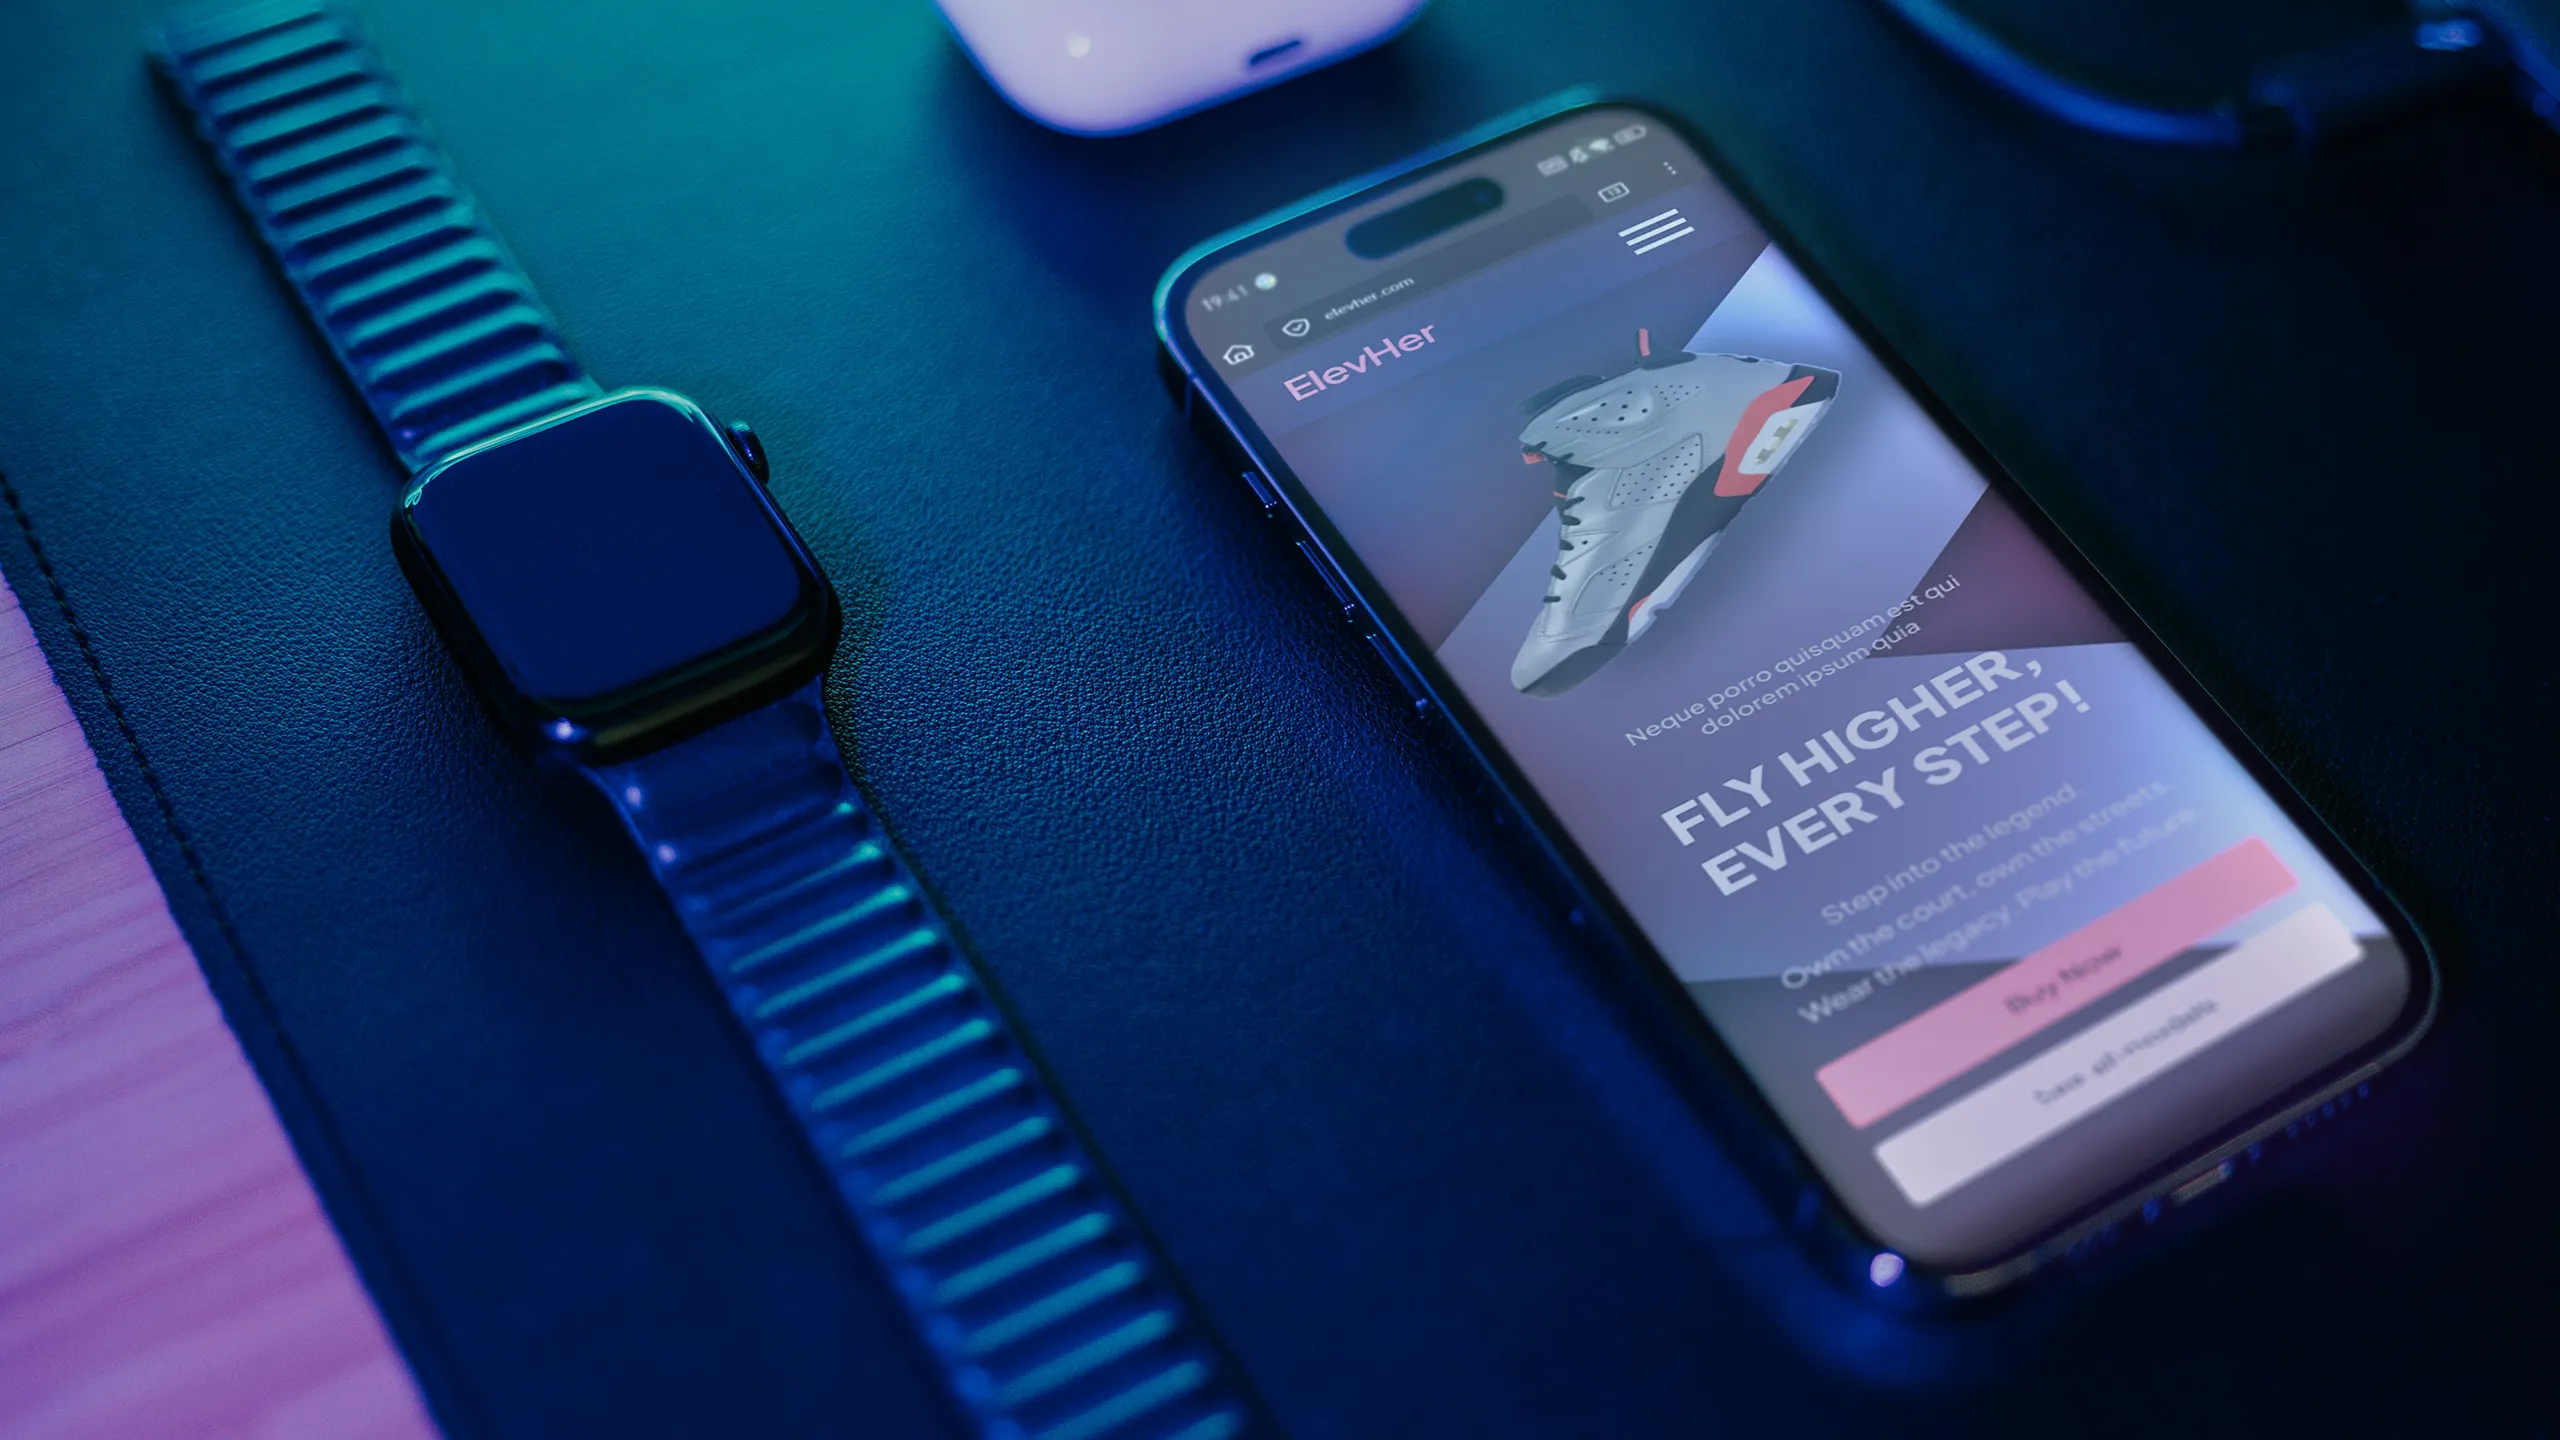 19:41
13
elevher.com
ElevHer
Neque porro quisquam est qui
dolorem ipsum quia
FLY HIGHER,
EVERY STEP!
Step into the legend.
Own the court, own the streets.
Wear the legacy. Play the future.
Buy Now